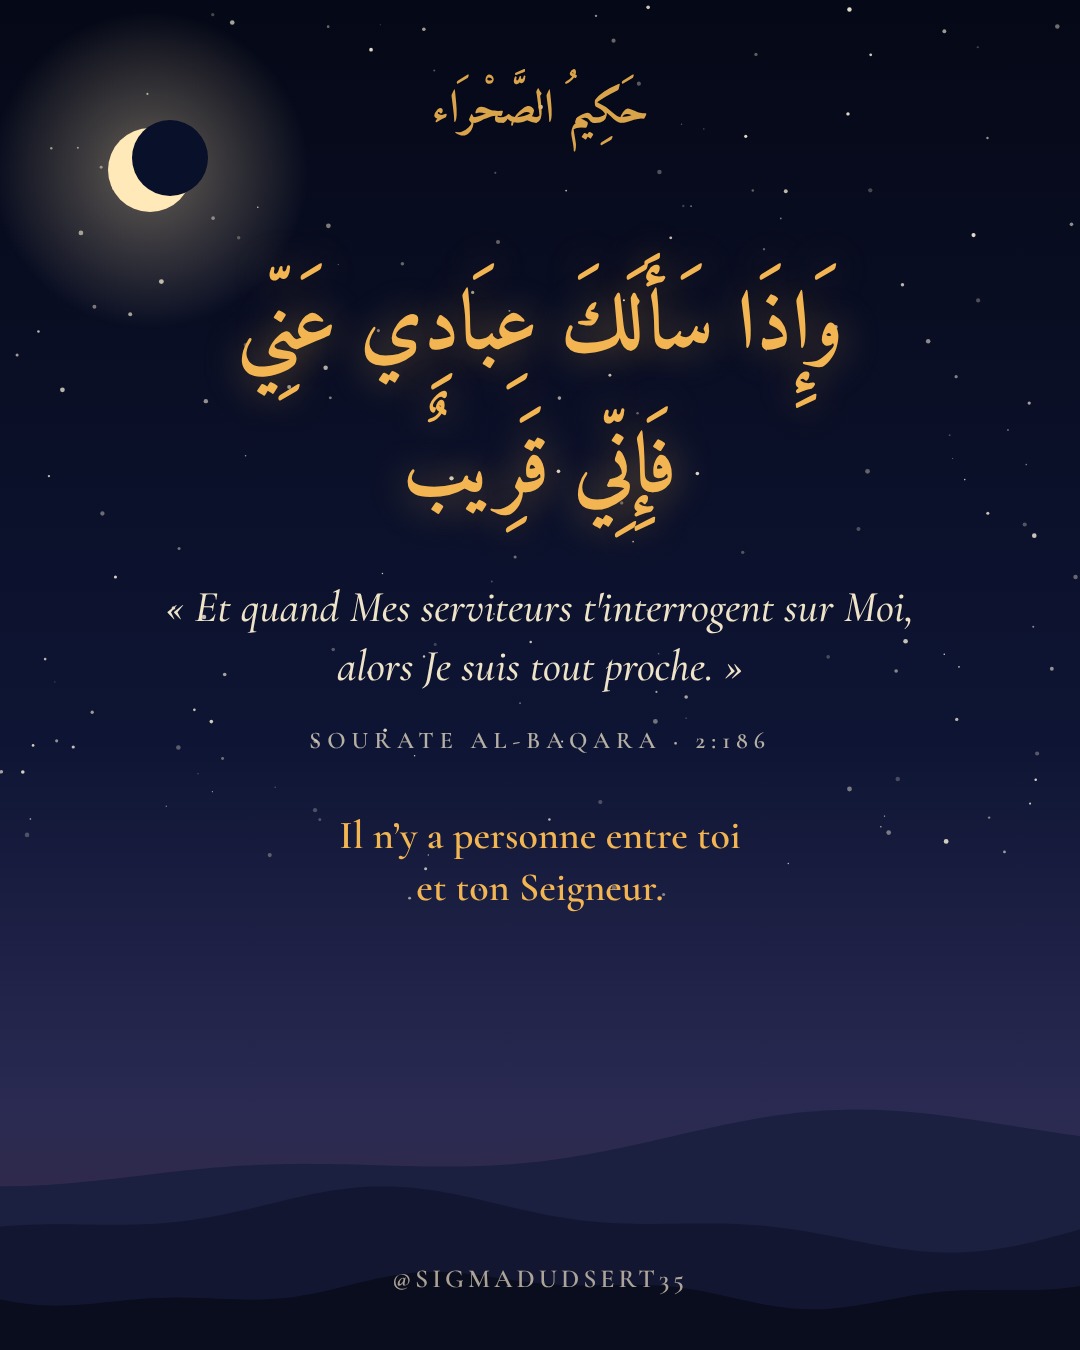 حَكِيمُ الصَّحْرَاء
وَإِذَا سَأَلَكَ عِبَادِي عَنِّي
فَإِنِّي قَرِيبٌ
« Et quand Mes serviteurs t'interrogent sur Moi,
alors Je suis tout proche. »
SOURATE AL-BAQARA · 2:186
Il n’y a personne entre toi
et ton Seigneur.
@SIGMADUDSERT35